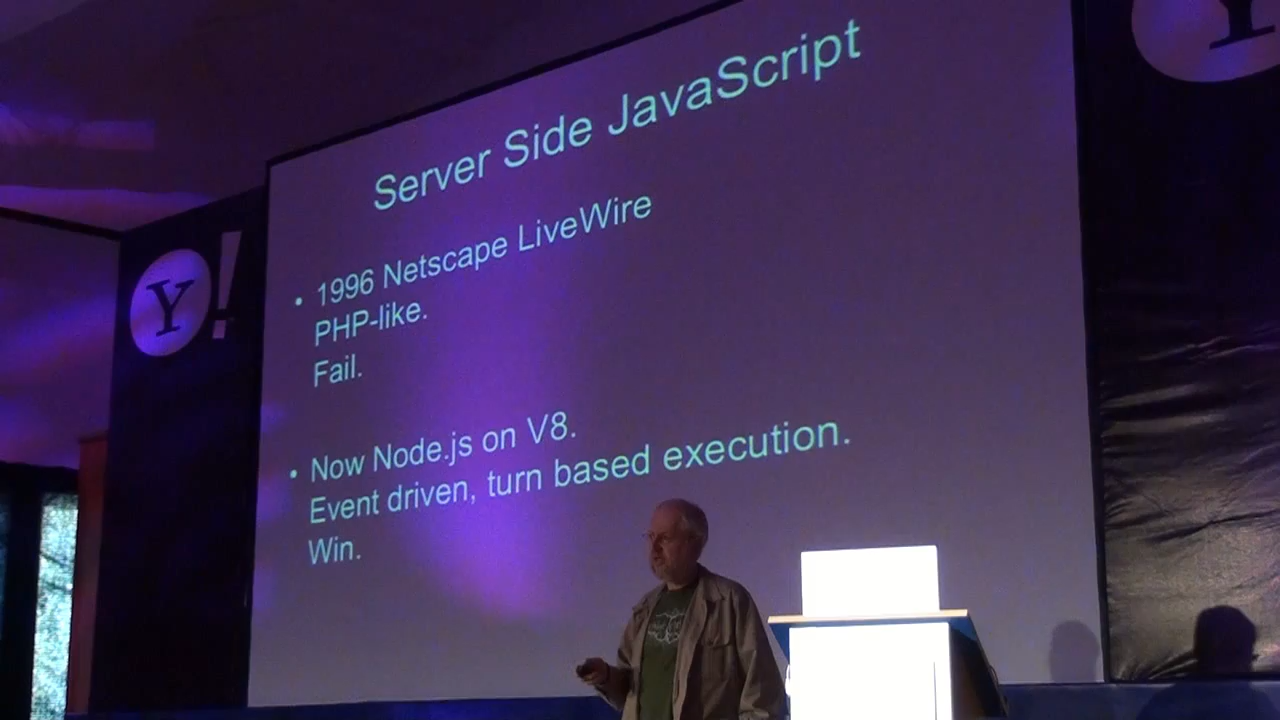 Server Side JavaScript
• 1996 Netscape LiveWire
PHP-like.
Fail.
• Now Node.js on V8.
Event driven, turn based execution.
Win.
Y!
Y